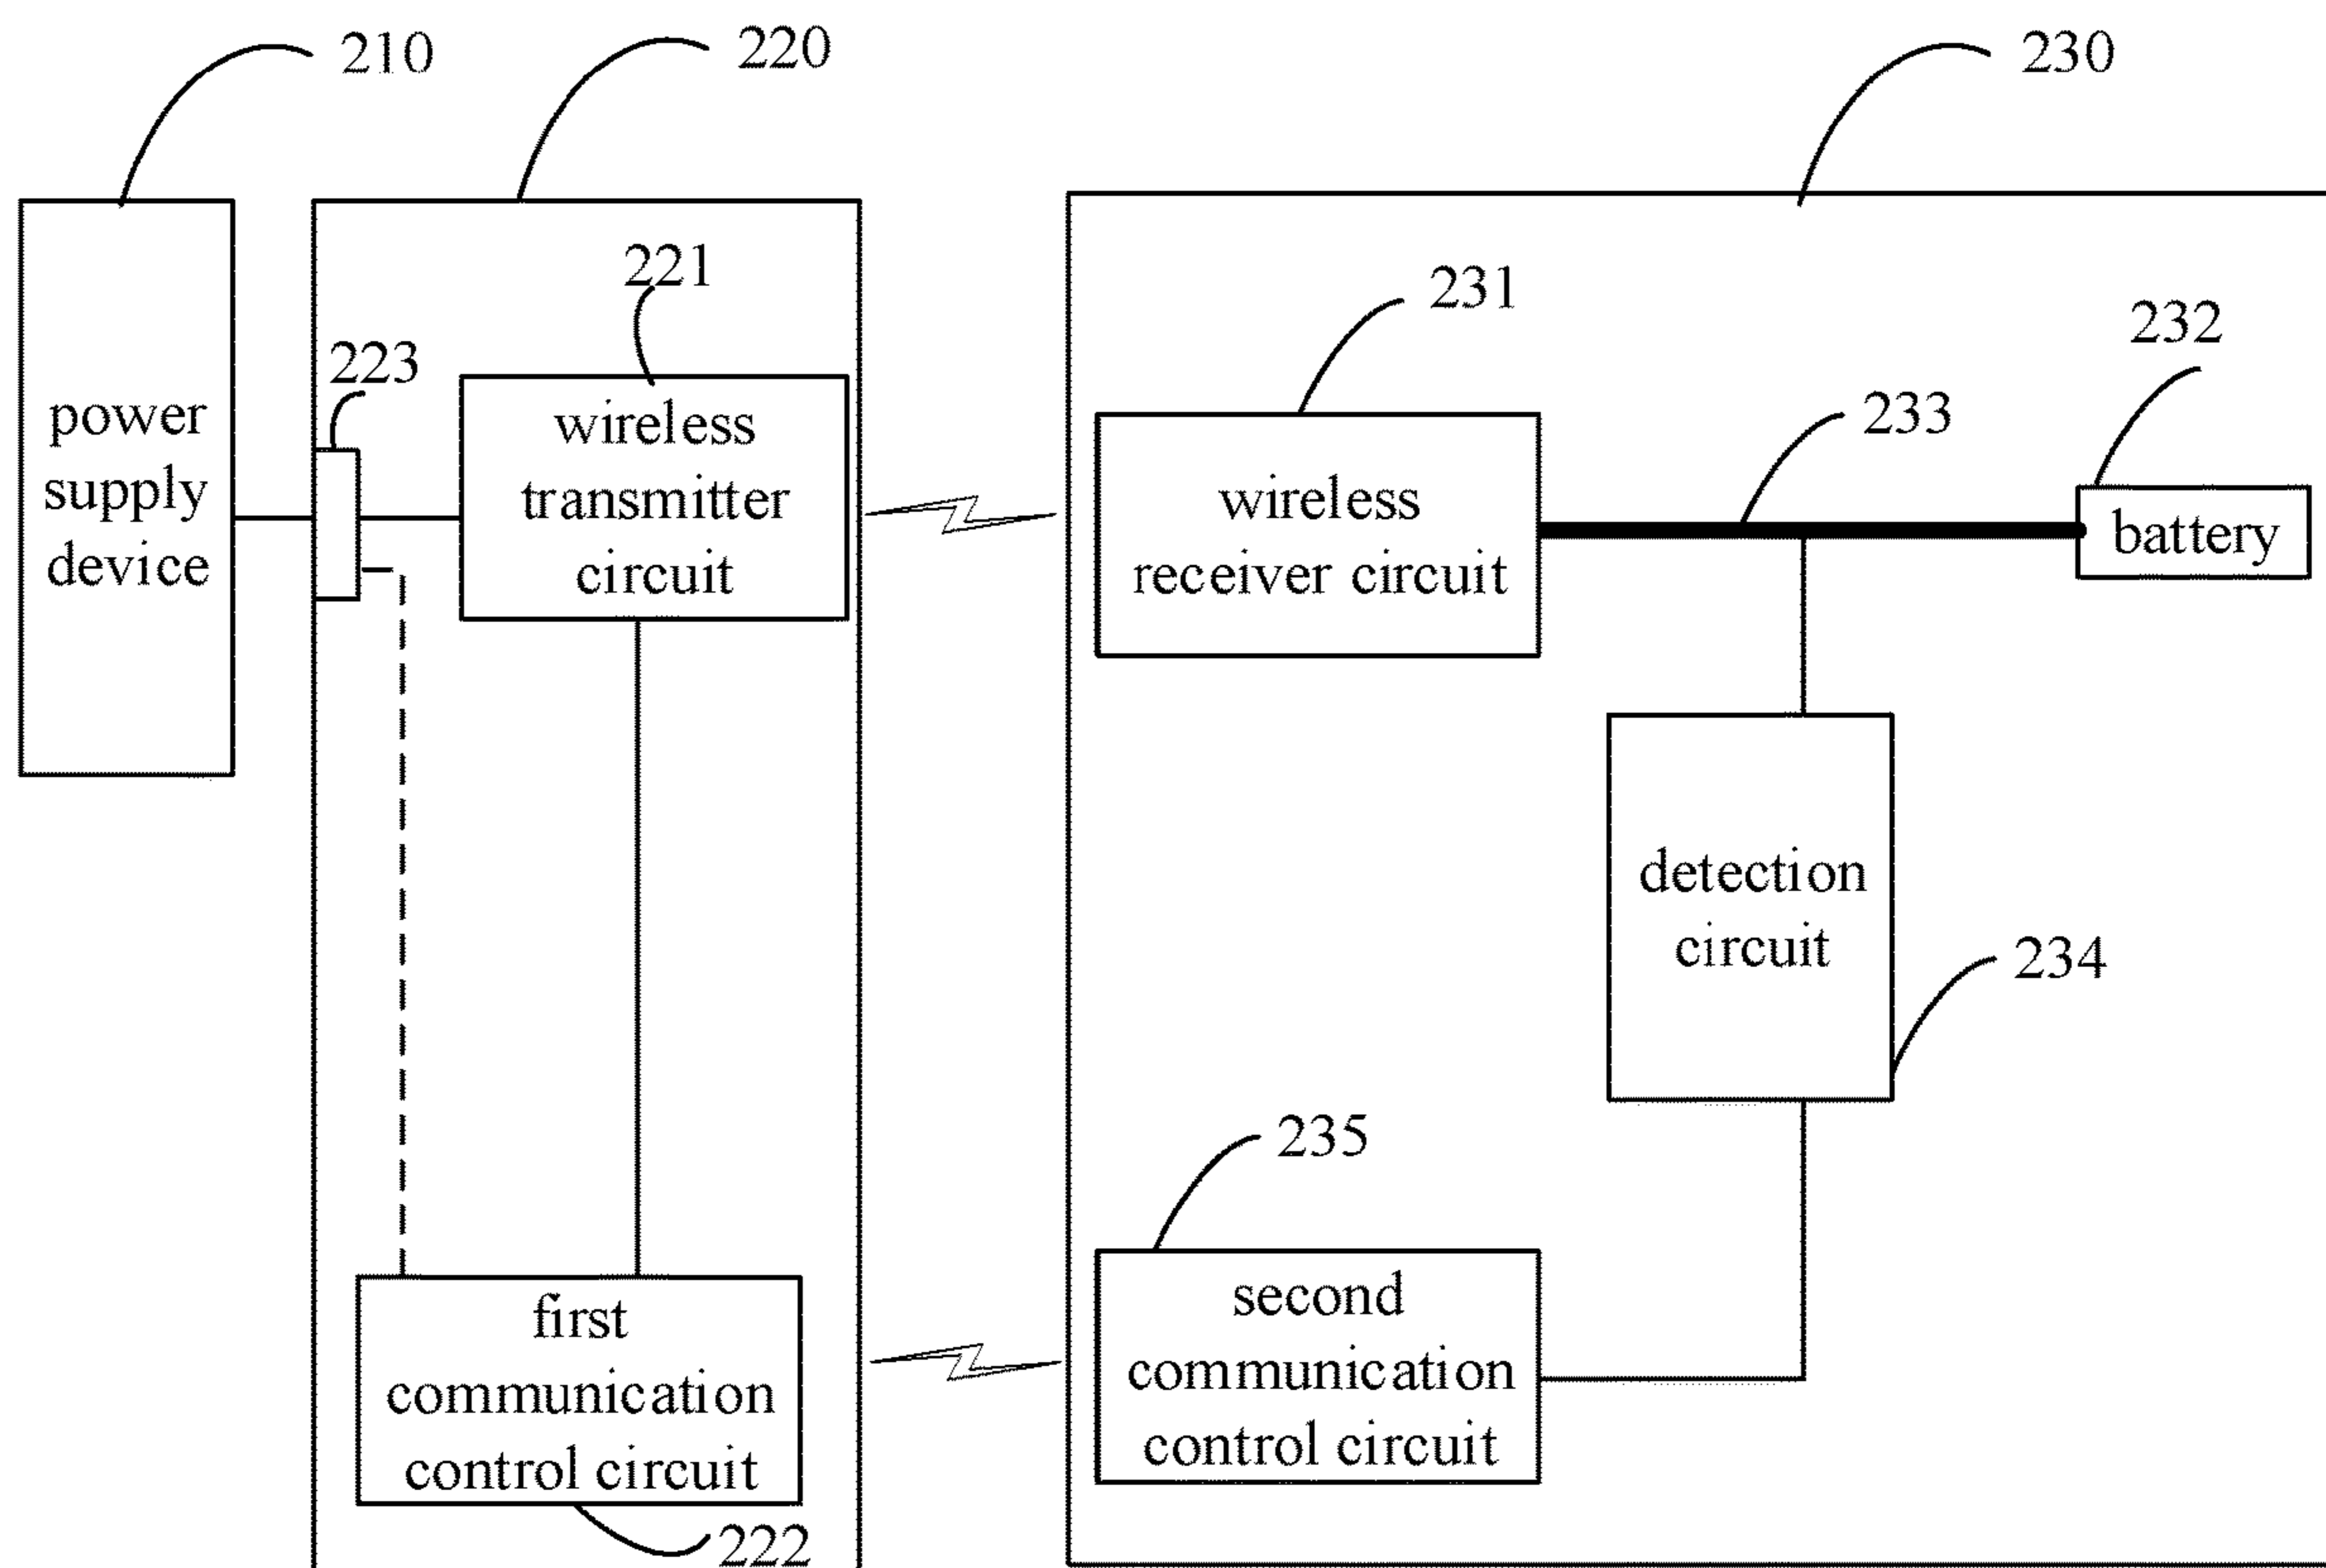 210
220
230
221
231
232
223
233
power
supply
device
wireless
transmitter
circuit
wireless
receiver circuit
battery
detection
circuit
234
235
first
communication
control circuit
second
communication
control circuit
222